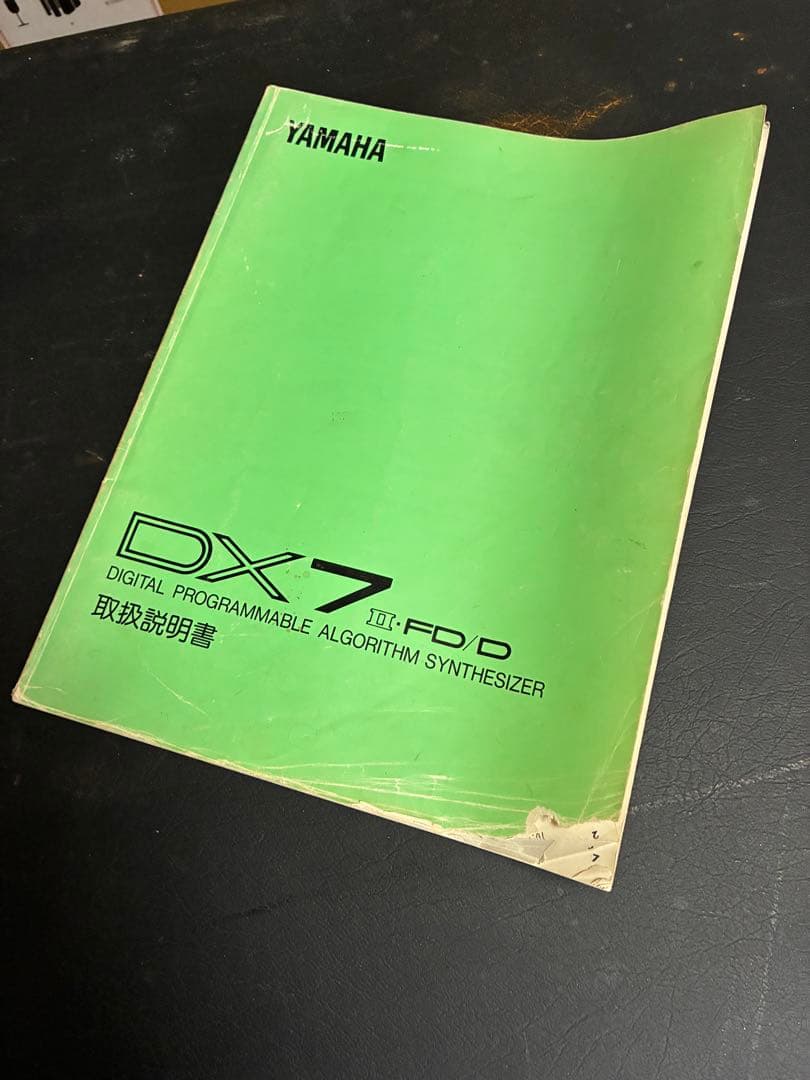 YAMAHA
DX7 II·FD/D
DIGITAL PROGRAMMABLE ALGORITHM SYNTHESIZER
取扱説明書